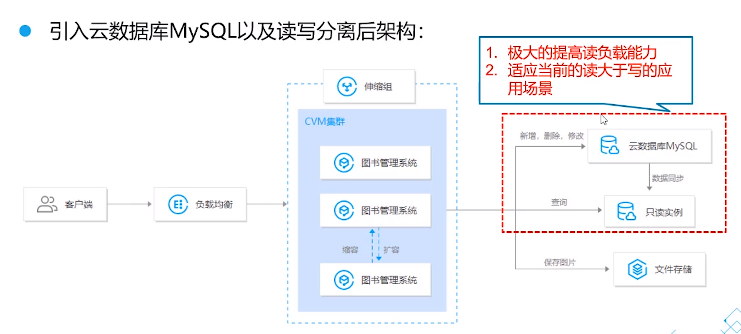 引入云数据库MySQL以及读写分离后架构：
1. 极大的提高读负载能力
2. 适应当前的读大于写的应
用场景
伸缩组
CVM集群
图书管理系统
新增、删除、修改
云数据库MySQL
数据同步
客户端
负载均衡
图书管理系统
查询
只读实例
缩容
扩容
图书管理系统
保存图片
文件存储